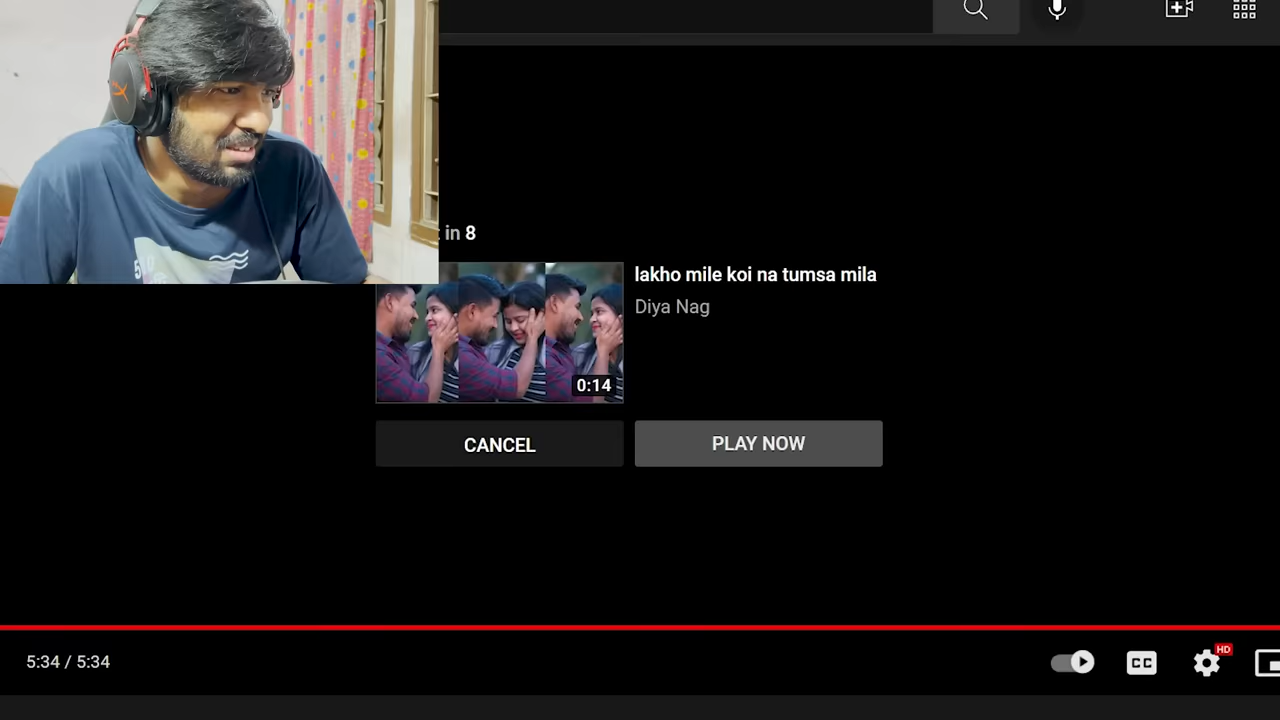 in 8
lakho mile koi na tumsa mila
Diya Nag
0:14
CANCEL
PLAY NOW
5:34 / 5:34
CC
HD